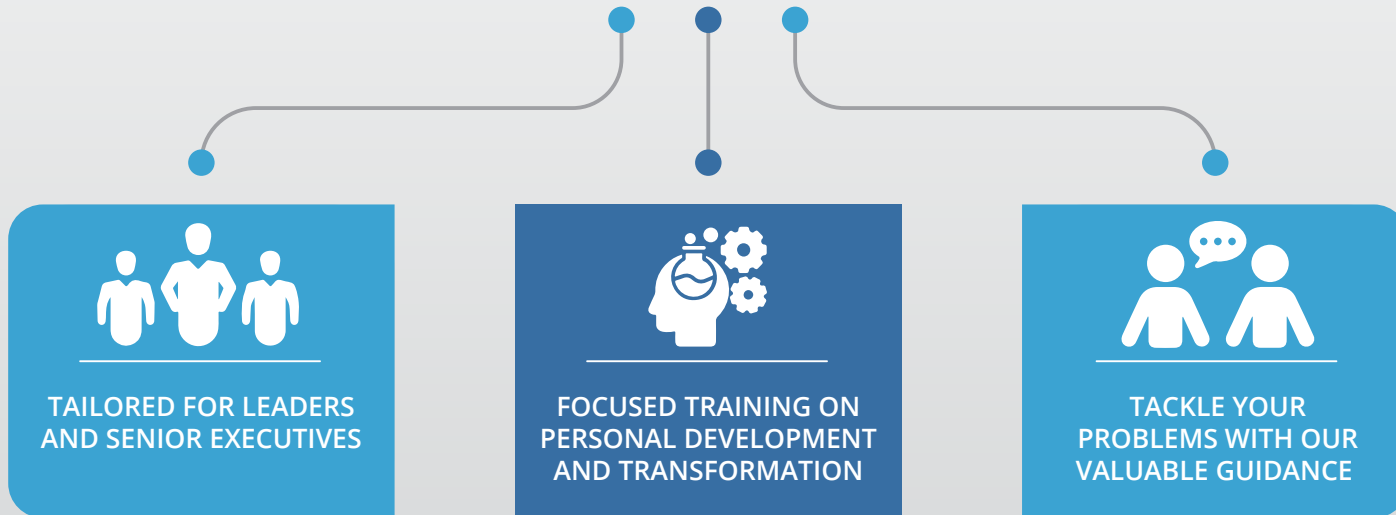 TAILORED FOR LEADERS
AND SENIOR EXECUTIVES
FOCUSED TRAINING ON
PERSONAL DEVELOPMENT
AND TRANSFORMATION
TACKLE YOUR
PROBLEMS WITH OUR
VALUABLE GUIDANCE